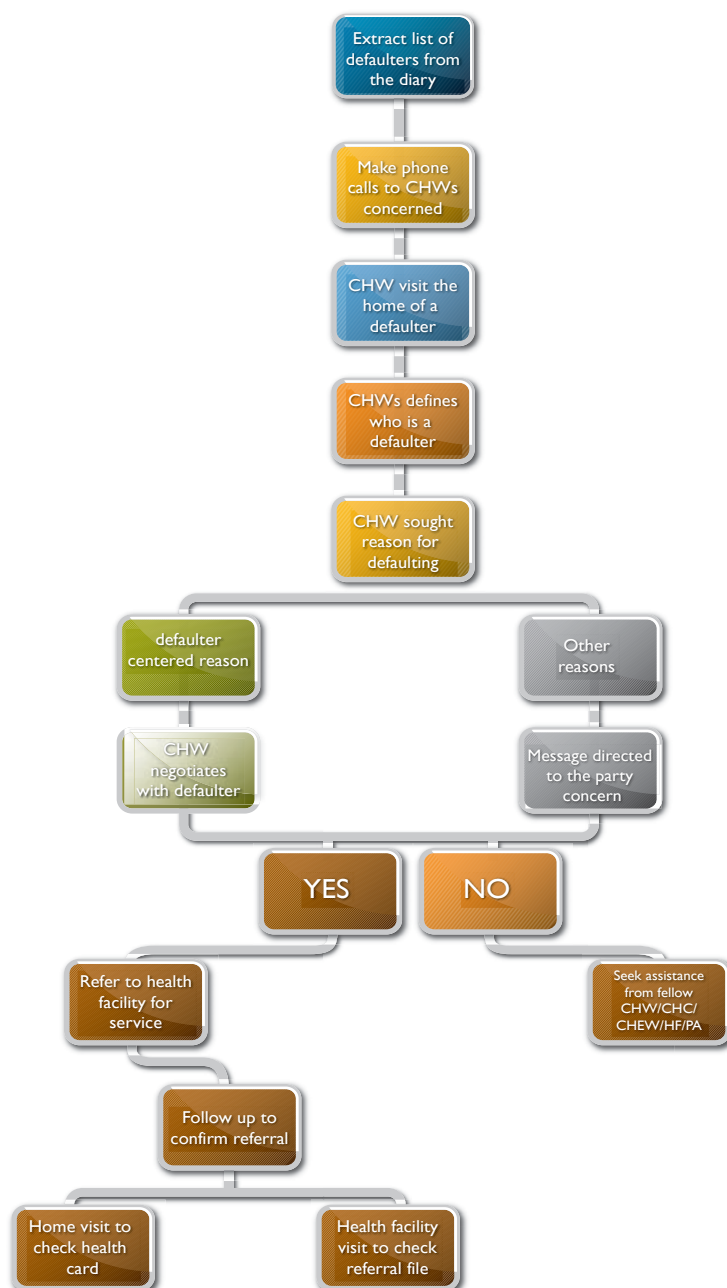 Extract list of
defaulters from
the diary
Make phone
calls to CHWs
concerned
CHW visit the
home of a
defaulter
CHWs defines
who is a
defaulter
CHW sought
reason for
defaulting
defaulter
centered reason
Other
reasons
CHW
negotiates
with defaulter
Message directed
to the party
concern
YES
NO
Refer to health
facility for
service
Seek assistance
from fellow
CHW/CHC/
CHEW/HF/PA
Follow up to
confirm referral
Home visit to
check health
card
Health facility
visit to check
referral file